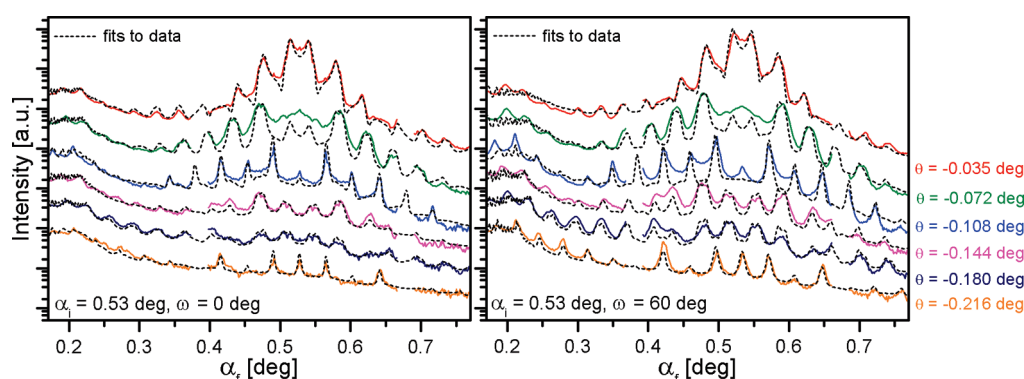 fits to data
fits to data
Intensity [a.u.]
θ = -0.035 deg
θ = -0.072 deg
θ = -0.108 deg
θ = -0.144 deg
θ = -0.180 deg
θ = -0.216 deg
αi = 0.53 deg, ω = 0 deg
αi = 0.53 deg, ω = 60 deg
0.2 0.3 0.4 0.5 0.6 0.7
0.2 0.3 0.4 0.5 0.6 0.7
αf [deg]
αf [deg]